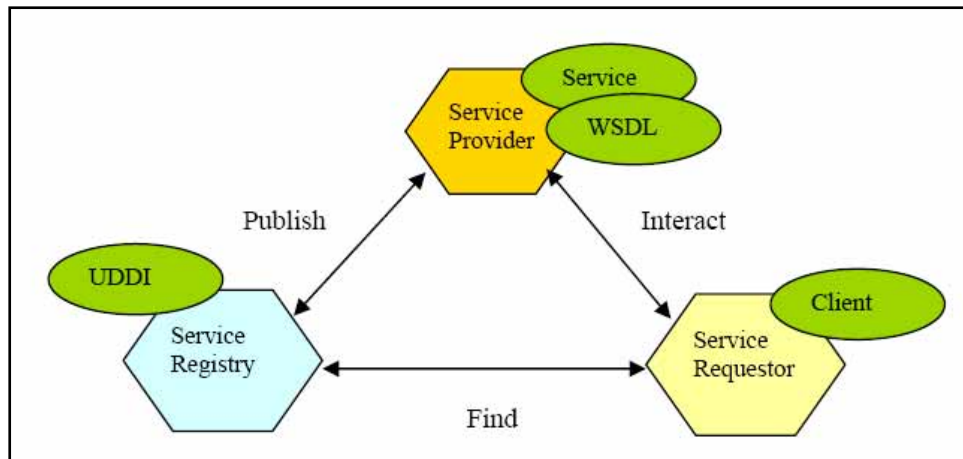 Service
Service
Provider
WSDL
Publish
Interact
UDDI
Client
Service
Registry
Service
Requestor
Find